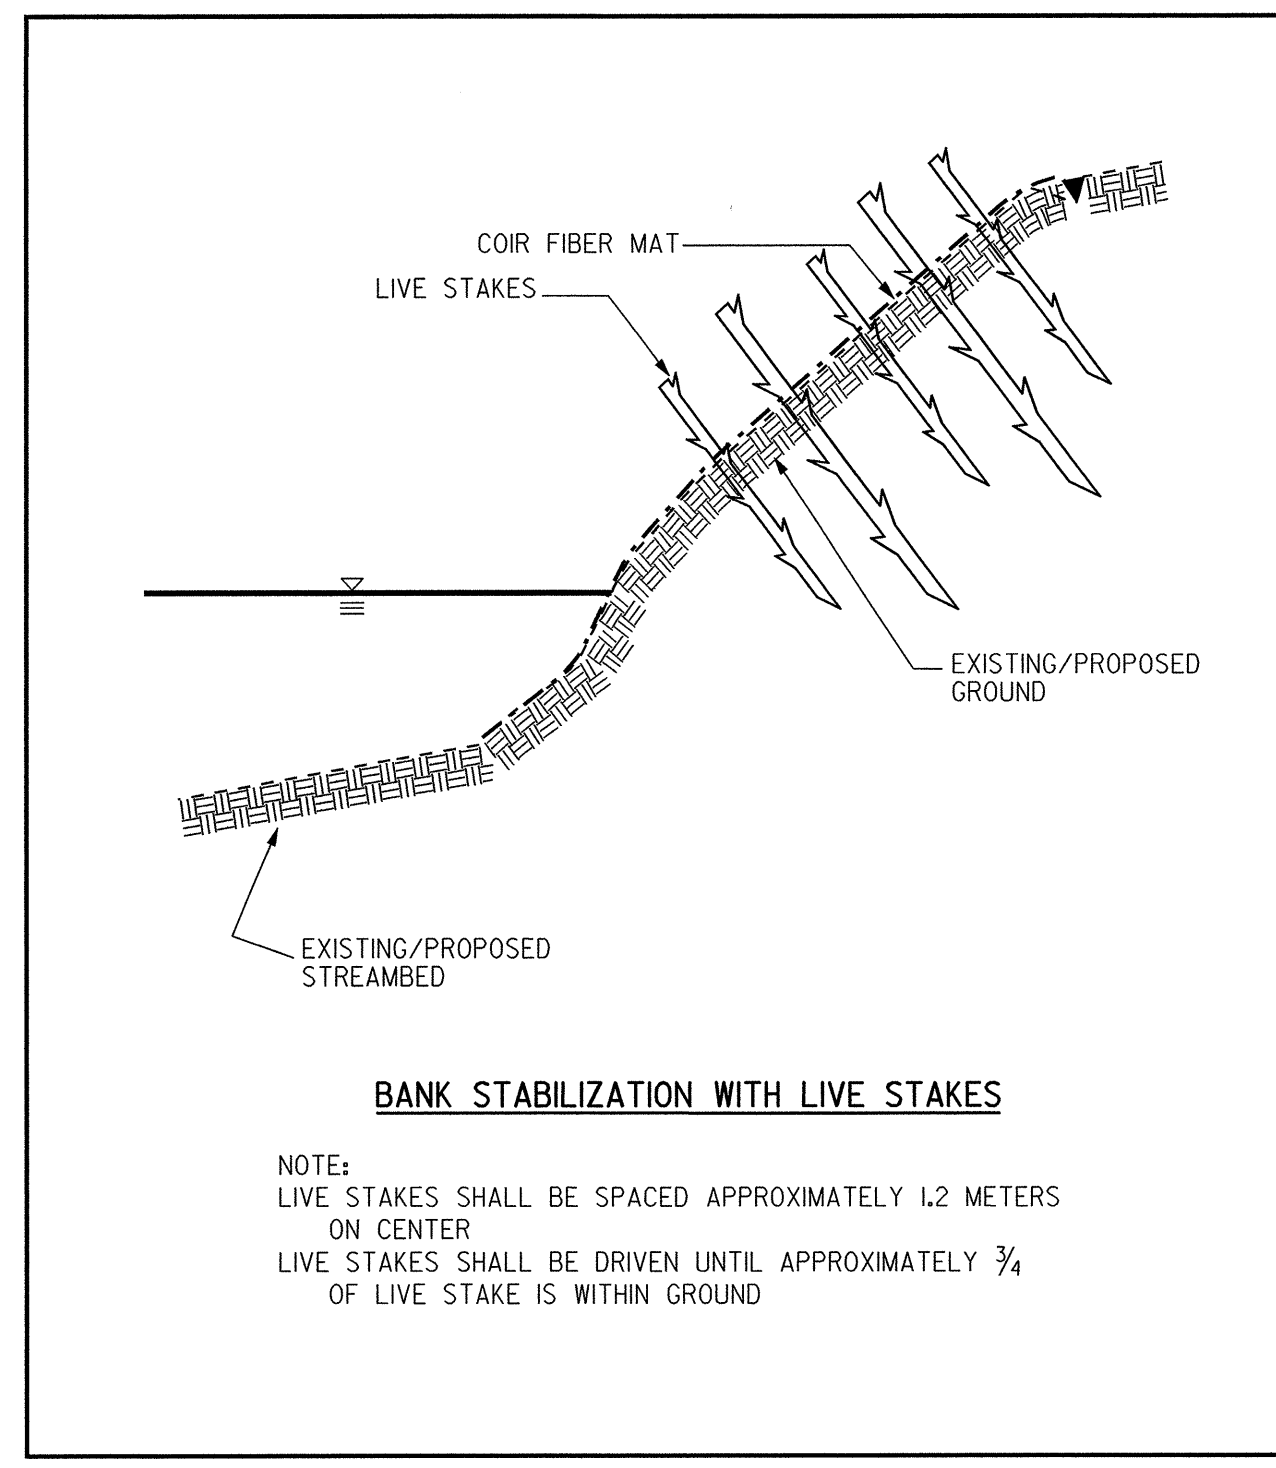 COIR FIBER MAT
LIVE STAKES
EXISTING/PROPOSED
GROUND
EXISTING/PROPOSED
STREAMBED
BANK STABILIZATION WITH LIVE STAKES
NOTE:
LIVE STAKES SHALL BE SPACED APPROXIMATELY 1.2 METERS
ON CENTER
LIVE STAKES SHALL BE DRIVEN UNTIL APPROXIMATELY 3/4
OF LIVE STAKE IS WITHIN GROUND